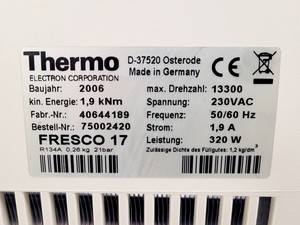 Thermo
ELECTRON CORPORATION
D-37520 Osterode
Made in Germany
CE
Baujahr: 2006
max. Drehzahl: 13300
kin. Energie: 1,9 kNm
Spannung: 230VAC
Fabr.-Nr.: 40644189
Frequenz: 50/60 Hz
Bestell-Nr.: 75002420
Strom: 1,9 A
FRESCO 17
Leistung: 320 W
R134A 0,26 kg 21bar
Zulässige Dichte des Füllgutes: 1,2 kg/dm³